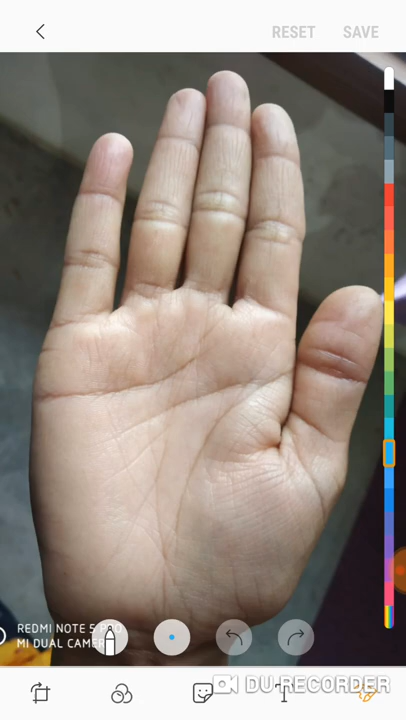 RESET SAVE
REDMI NOTE 5 PRO
MI DUAL CAMERA
DU RECORDER